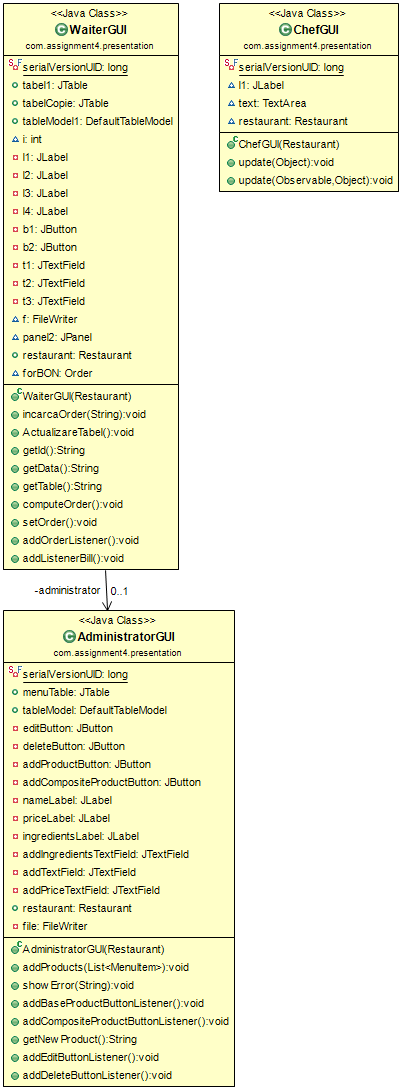 <<Java Class>>
WaiterGUI
com.assignment4.presentation
serialVersionUID: long
tabel1: JTable
tabelCopie: JTable
tableModel1: DefaultTableModel
i: int
l1: JLabel
l2: JLabel
l3: JLabel
l4: JLabel
b1: JButton
b2: JButton
t1: JTextField
t2: JTextField
t3: JTextField
f: FileWriter
panel2: JPanel
restaurant: Restaurant
forBON: Order
WaiterGUI(Restaurant)
incarcaOrder(String):void
ActualizareTabel():void
getId():String
getData():String
getTable():String
computeOrder():void
setOrder():void
addOrderListener():void
addListenerBill():void
<<Java Class>>
ChefGUI
com.assignment4.presentation
serialVersionUID: long
l1: JLabel
text: TextArea
restaurant: Restaurant
ChefGUI(Restaurant)
update(Object):void
update(Observable,Object):void
-administrator
0..1
<<Java Class>>
AdministratorGUI
com.assignment4.presentation
serialVersionUID: long
menuTable: JTable
tableModel: DefaultTableModel
editButton: JButton
deleteButton: JButton
addProductButton: JButton
addCompositeProductButton: JButton
nameLabel: JLabel
priceLabel: JLabel
ingredientsLabel: JLabel
addIngredientsTextField: JTextField
addTextField: JTextField
addPriceTextField: JTextField
restaurant: Restaurant
file: FileWriter
AdministratorGUI(Restaurant)
addProducts(List<MenuItem>):void
showError(String):void
addBaseProductButtonListener():void
addCompositeProductButtonListener():void
getNewProduct():String
addEditButtonListener():void
addDeleteButtonListener():void